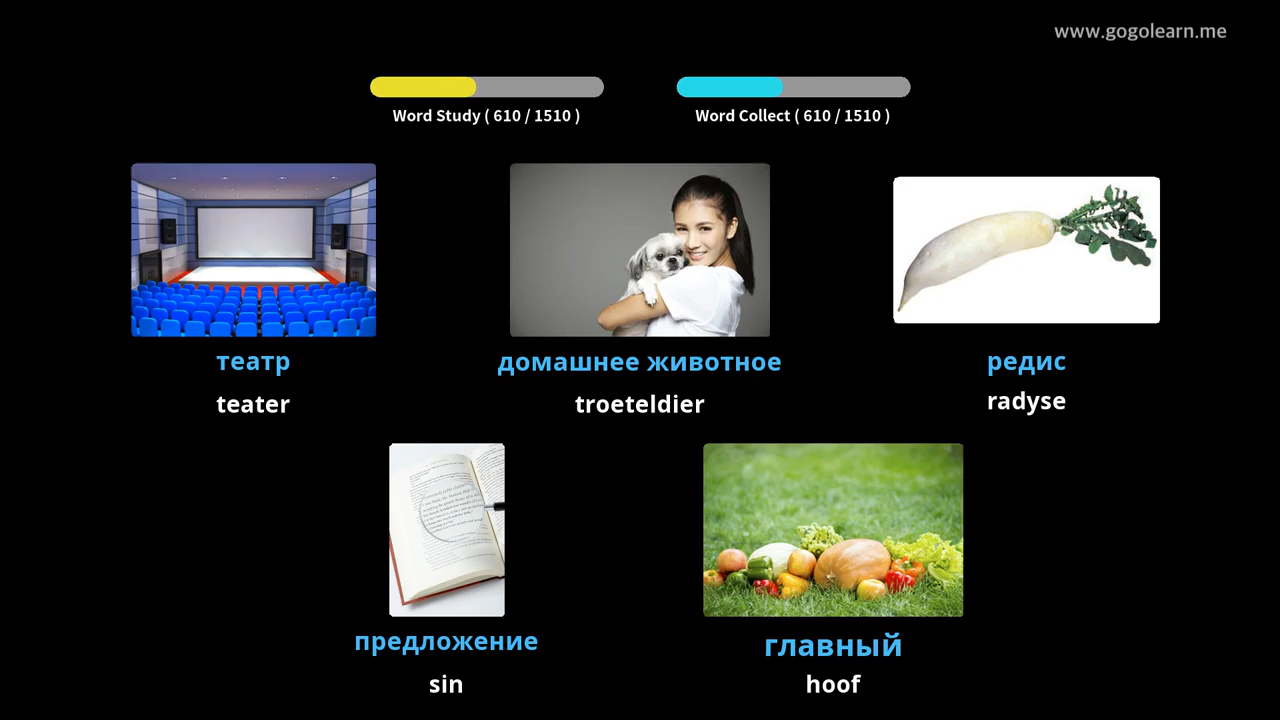 www.gogolearn.me
Word Study ( 610 / 1510 )
Word Collect ( 610 / 1510 )
театр
домашнее животное
редис
teater
troeteldier
radyse
предложение
главный
sin
hoof